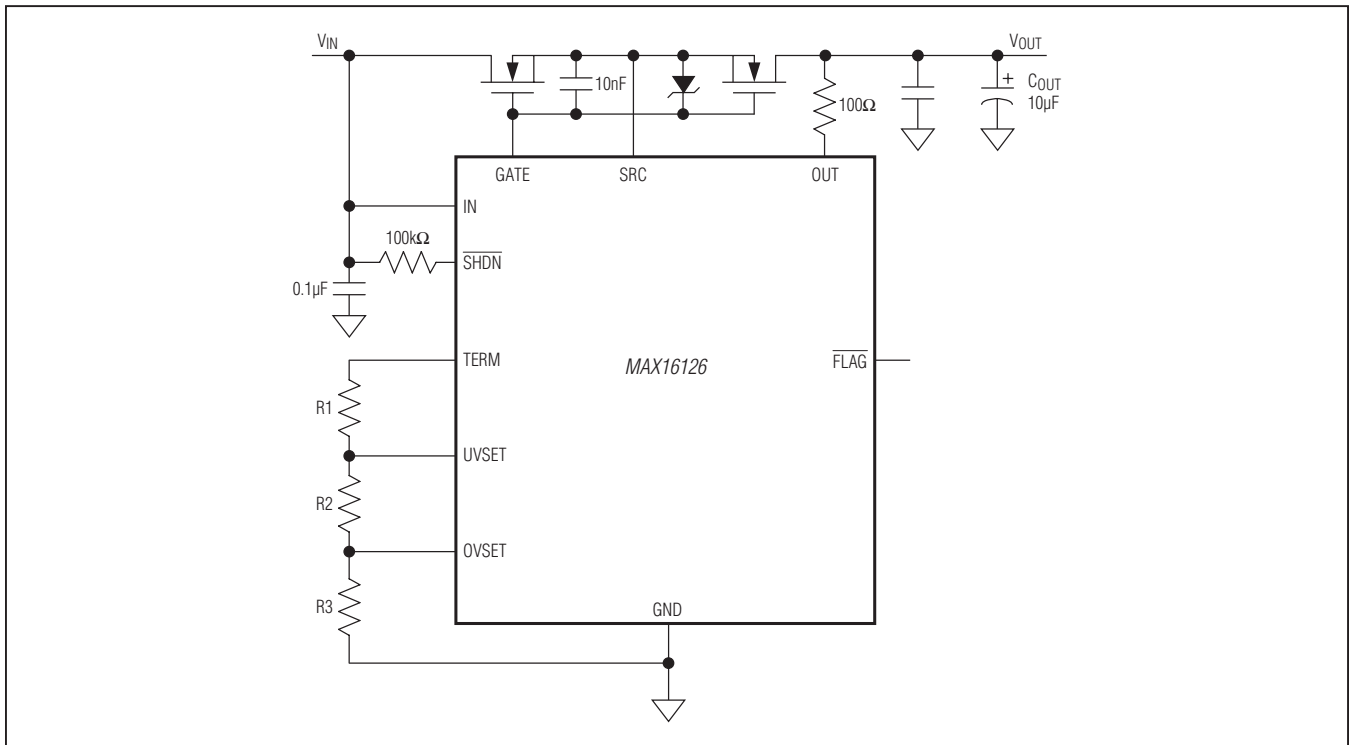 VIN
VOUT
10nF
100Ω
+
COUT
10µF
GATE
SRC
OUT
IN
100kΩ
SHDN
0.1µF
TERM
MAX16126
FLAG
R1
UVSET
R2
OVSET
R3
GND